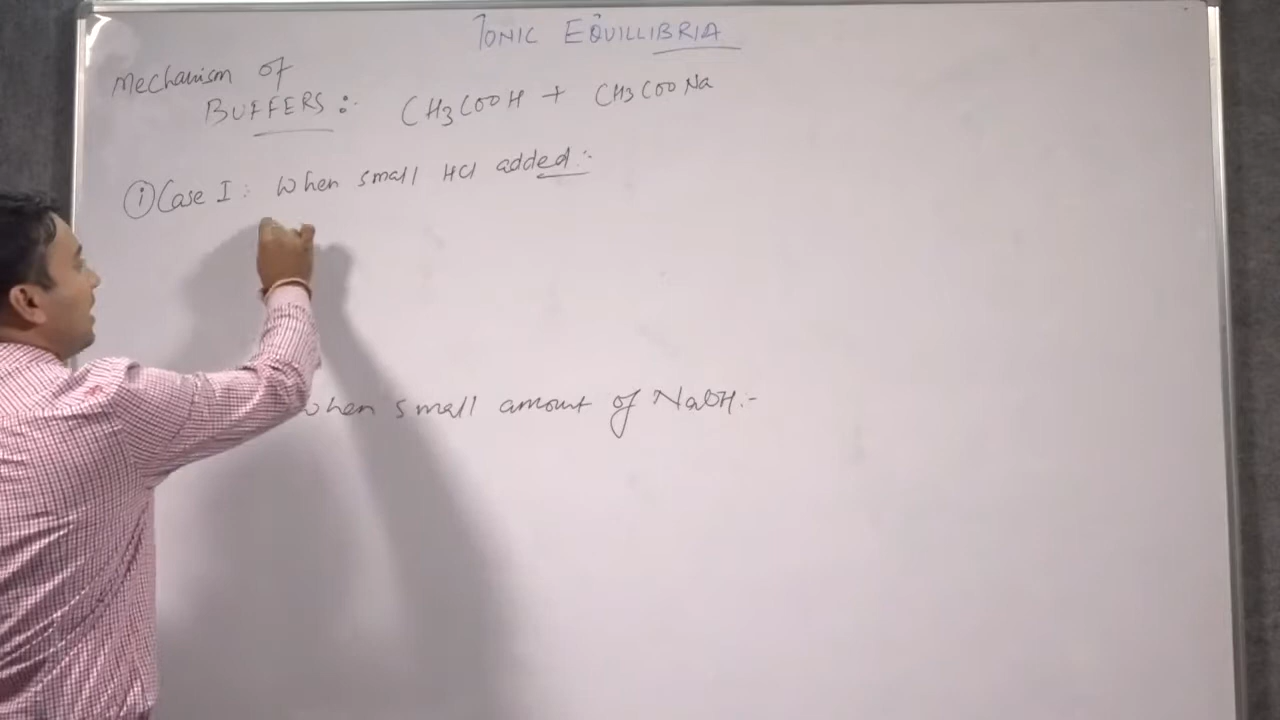 IONIC EQUILLIBRIA
Mechanism of
BUFFERS :- CH3COOH + CH3COONa
(i) Case I : When small HCl added :-
When small amount of NaOH :-